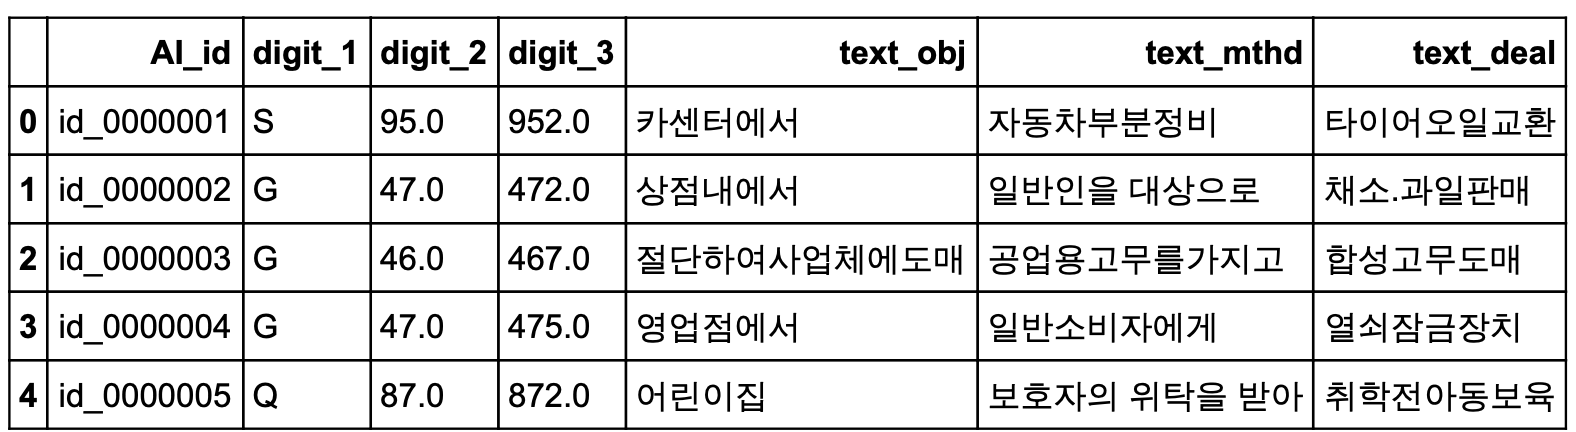 AI_id digit_1 digit_2 digit_3 text_obj text_mthd text_deal
0 id_0000001 S 95.0 952.0 카센터에서 자동차부분정비 타이어오일교환
1 id_0000002 G 47.0 472.0 상점내에서 일반인을 대상으로 채소.과일판매
2 id_0000003 G 46.0 467.0 절단하여사업체에도매 공업용고무를가지고 합성고무도매
3 id_0000004 G 47.0 475.0 영업점에서 일반소비자에게 열쇠잠금장치
4 id_0000005 Q 87.0 872.0 어린이집 보호자의 위탁을 받아 취학전아동보육